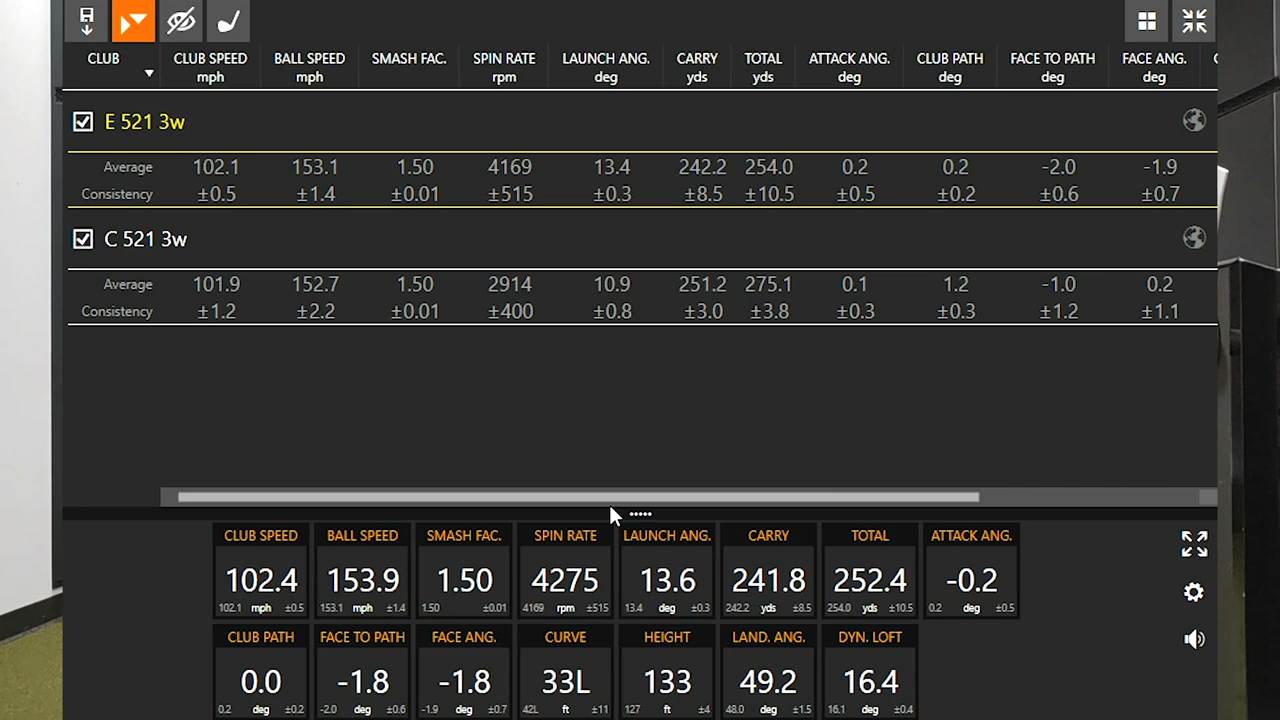 CLUB CLUB SPEED BALL SPEED SMASH FAC. SPIN RATE LAUNCH ANG. CARRY TOTAL ATTACK ANG. CLUB PATH FACE TO PATH FACE ANG.
mph mph rpm deg yds yds deg deg deg deg
E 521 3w
Average 102.1 153.1 1.50 4169 13.4 242.2 254.0 0.2 0.2 -2.0 -1.9
Consistency ±0.5 ±1.4 ±0.01 ±515 ±0.3 ±8.5 ±10.5 ±0.5 ±0.2 ±0.6 ±0.7
C 521 3w
Average 101.9 152.7 1.50 2914 10.9 251.2 275.1 0.1 1.2 -1.0 0.2
Consistency ±1.2 ±2.2 ±0.01 ±400 ±0.8 ±3.0 ±3.8 ±0.3 ±0.3 ±1.2 ±1.1
CLUB SPEED BALL SPEED SMASH FAC. SPIN RATE LAUNCH ANG. CARRY TOTAL ATTACK ANG.
102.4 153.9 1.50 4275 13.6 241.8 252.4 -0.2
102.1 mph ±0.5 153.1 mph ±1.4 1.50 ±0.01 4169 rpm ±515 13.4 deg ±0.3 242.2 yds ±8.5 254.0 yds ±10.5 0.2 deg ±0.5
CLUB PATH FACE TO PATH FACE ANG. CURVE HEIGHT LAND. ANG. DYN. LOFT
0.0 -1.8 -1.8 33L 133 49.2 16.4
0.2 deg ±0.2 -2.0 deg ±0.6 -1.9 deg ±0.7 42L ft ±11 127 ft ±4 48.0 deg ±1.5 16.1 deg ±0.4